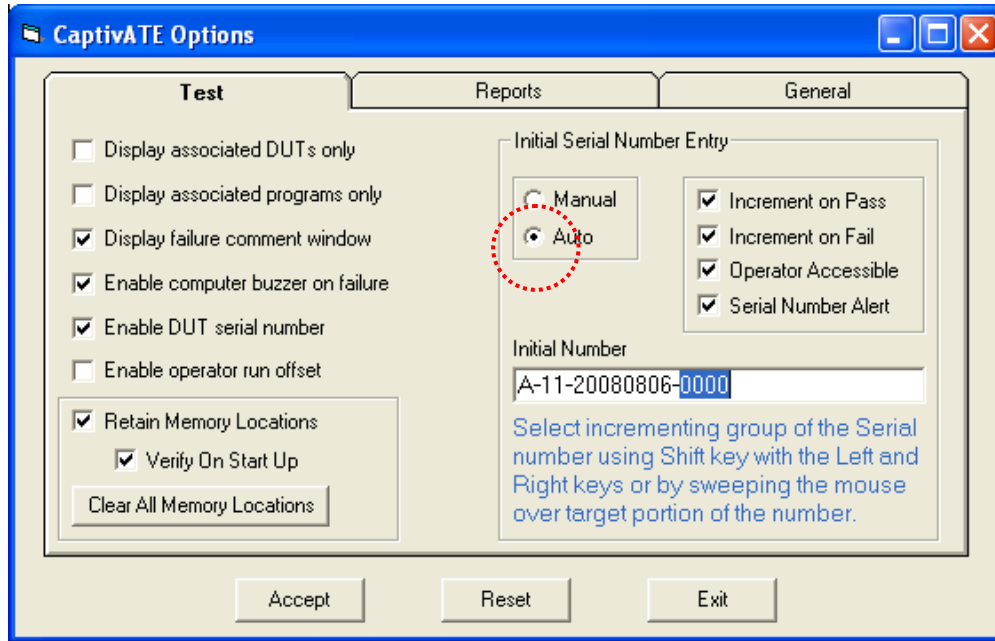 CaptivATE Options
Test
Reports
General
Display associated DUTs only
Display associated programs only
Display failure comment window
Enable computer buzzer on failure
Enable DUT serial number
Enable operator run offset
Retain Memory Locations
Verify On Start Up
Clear All Memory Locations
Initial Serial Number Entry
Manual
Auto
Increment on Pass
Increment on Fail
Operator Accessible
Serial Number Alert
Initial Number
A-11-20080806-0000
Select incrementing group of the Serial
number using Shift key with the Left and
Right keys or by sweeping the mouse
over target portion of the number.
Accept
Reset
Exit